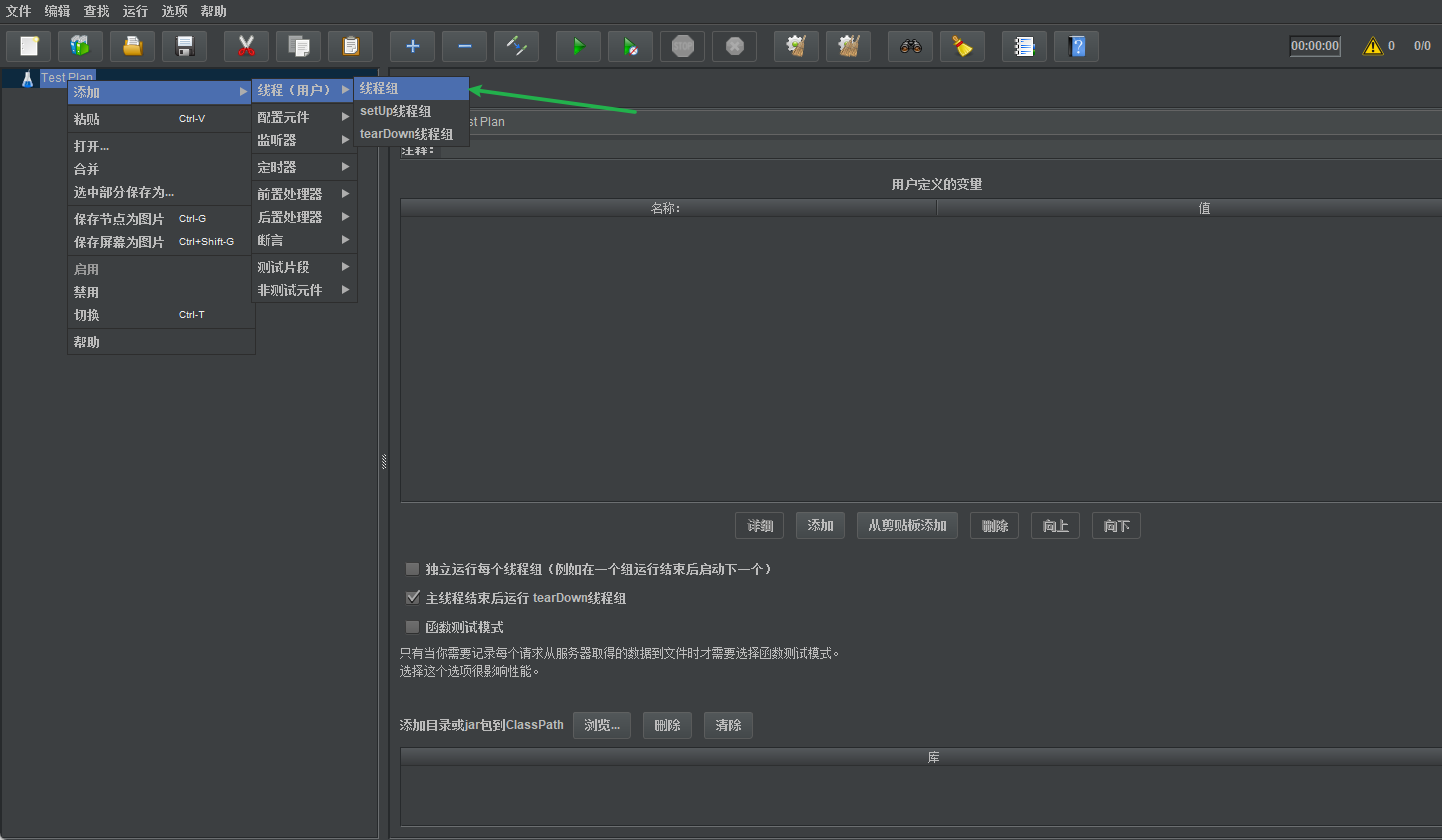 文件 编辑 查找 运行 选项 帮助
STOP
00:00:00 0 0/0
Test Plan
添加
粘贴 Ctrl-V
打开...
合并
选中部分保存为...
保存节点为图片 Ctrl-G
保存屏幕为图片 Ctrl+Shift-G
启用
禁用
切换 Ctrl-T
帮助
线程（用户）
配置元件
监听器
定时器
前置处理器
后置处理器
断言
测试片段
非测试元件
线程组
setUp线程组
tearDown线程组
st Plan
注释：
用户定义的变量
名称: 值
详细 添加 从剪贴板添加 删除 向上 向下
独立运行每个线程组（例如在一个组运行结束后启动下一个）
主线程结束后运行 tearDown线程组
函数测试模式
只有当你需要记录每个请求从服务器取得的数据到文件时才需要选择函数测试模式。
选择这个选项很影响性能。
添加目录或jar包到ClassPath 浏览... 删除 清除
库